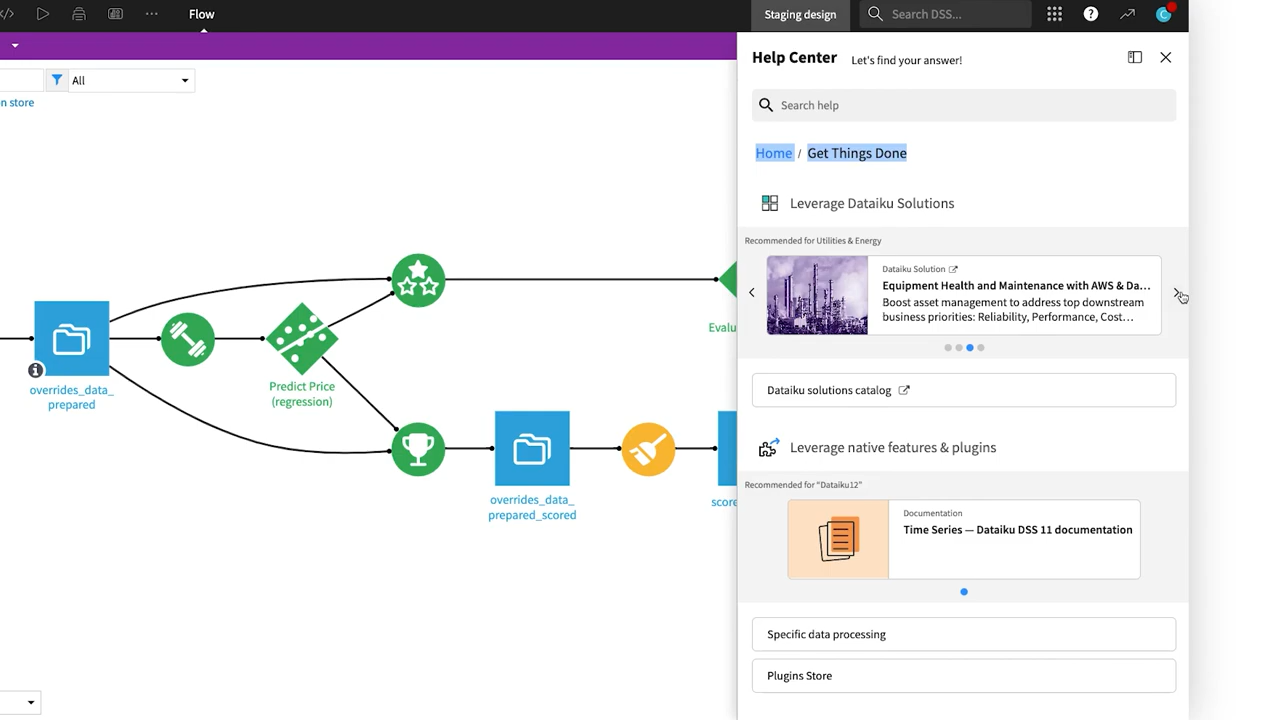 Flow
Staging design
Search DSS...
All
n store
Help Center
Let's find your answer!
Search help
Home / Get Things Done
Leverage Dataiku Solutions
Recommended for Utilities & Energy
Dataiku Solution
Equipment Health and Maintenance with AWS & Da...
Boost asset management to address top downstream
business priorities: Reliability, Performance, Cost...
Dataiku solutions catalog
Leverage native features & plugins
Recommended for “Dataiku12”
Documentation
Time Series — Dataiku DSS 11 documentation
Specific data processing
Plugins Store
overrides_data_
prepared
Predict Price
(regression)
Evalu
overrides_data_
prepared_scored
score
C